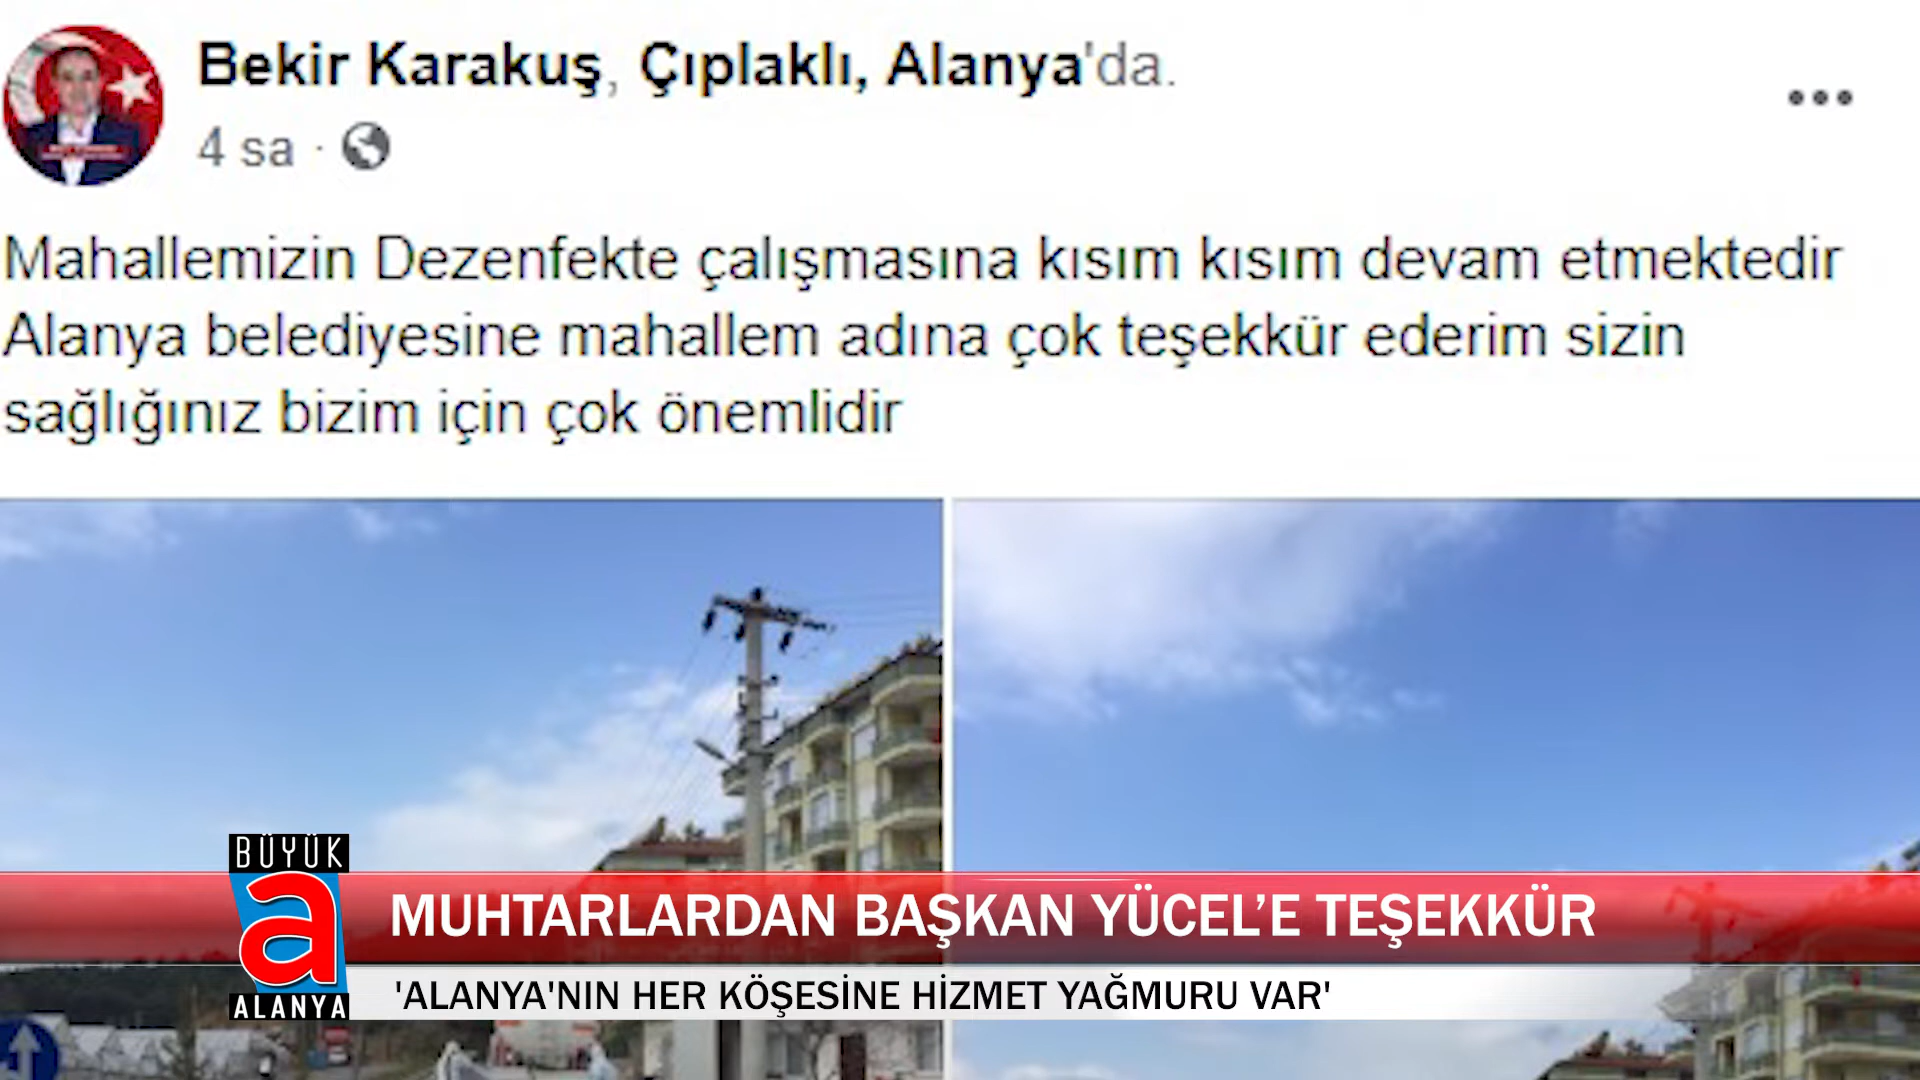 Bekir Karakuş, Çıplaklı, Alanya'da.
4 sa ·
Mahallemizin Dezenfekte çalışmasına kısım kısım devam etmektedir
Alanya belediyesine mahallem adına çok teşekkür ederim sizin
sağlığınız bizim için çok önemlidir
BÜYÜK
a
ALANYA
MUHTARLARDAN BAŞKAN YÜCEL’E TEŞEKKÜR
'ALANYA'NIN HER KÖŞESİNE HİZMET YAĞMURU VAR'